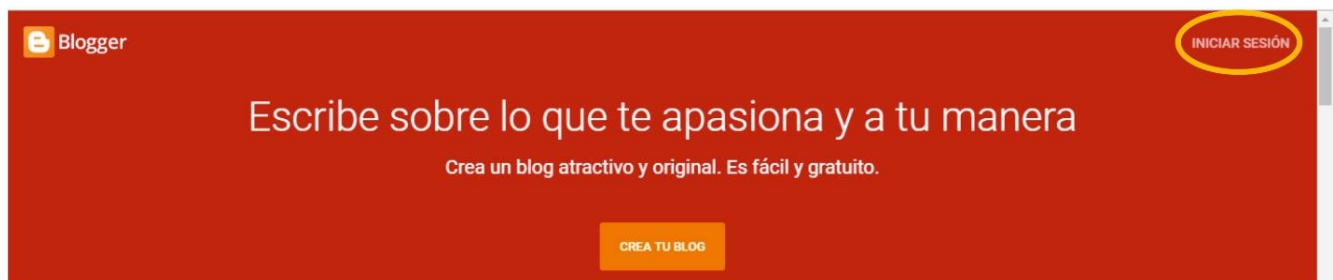 Blogger
INICIAR SESIÓN
Escribe sobre lo que te apasiona y a tu manera
Crea un blog atractivo y original. Es fácil y gratuito.
CREA TU BLOG